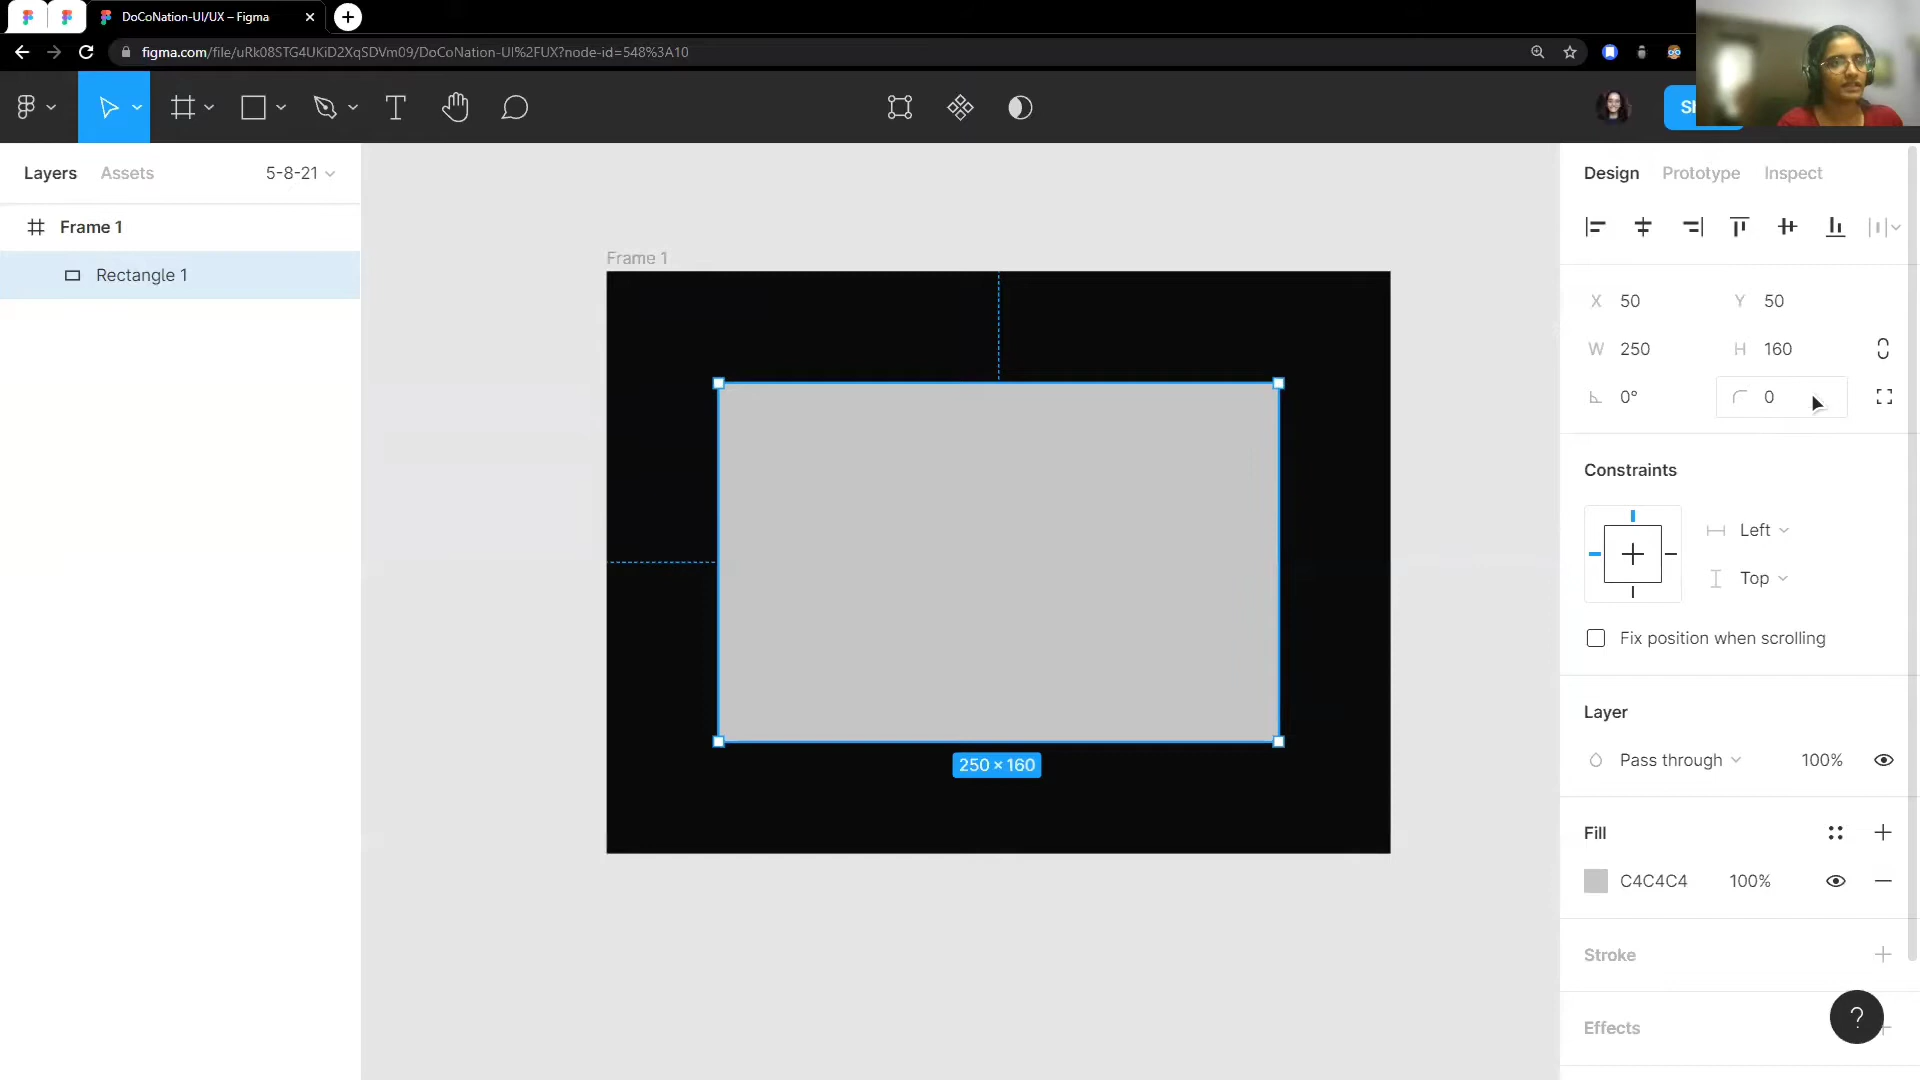 DoCoNation-UI/UX – Figma
figma.com/file/uRk08STG4UKiD2XqSDVm09/DoCoNation-UI%2FUX?node-id=548%3A10
Layers
Assets
5-8-21
Design
Prototype
Inspect
Frame 1
Rectangle 1
Frame 1
X 50
Y 50
W 250
H 160
0°
0
Constraints
Left
Top
Fix position when scrolling
Layer
Pass through
100%
250 × 160
Fill
C4C4C4
100%
Stroke
Effects
?